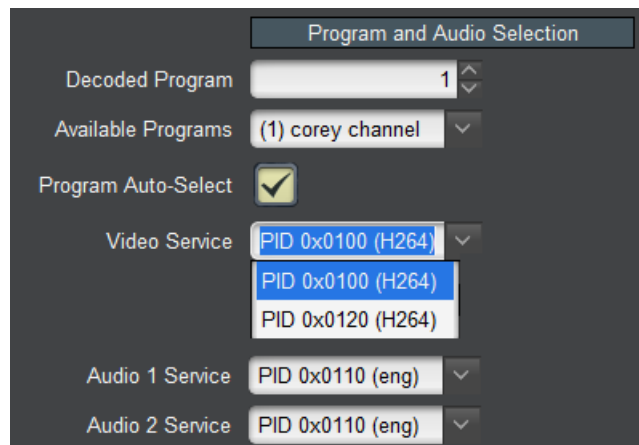 Program and Audio Selection
Decoded Program 1
Available Programs (1) corey channel
Program Auto-Select
Video Service PID 0x0100 (H264)
PID 0x0100 (H264)
PID 0x0120 (H264)
Audio 1 Service PID 0x0110 (eng)
Audio 2 Service PID 0x0110 (eng)